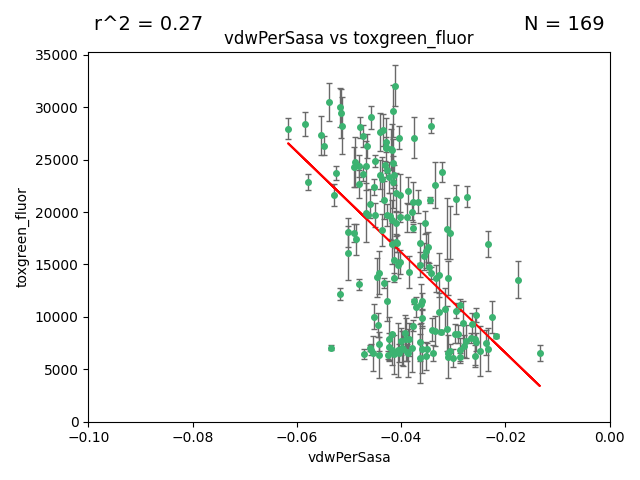 r^2 = 0.27
N = 169
vdwPerSasa vs toxgreen_fluor
35000
30000
25000
20000
15000
10000
5000
0
toxgreen_fluor
−0.10
−0.08
−0.06
−0.04
−0.02
0.00
vdwPerSasa